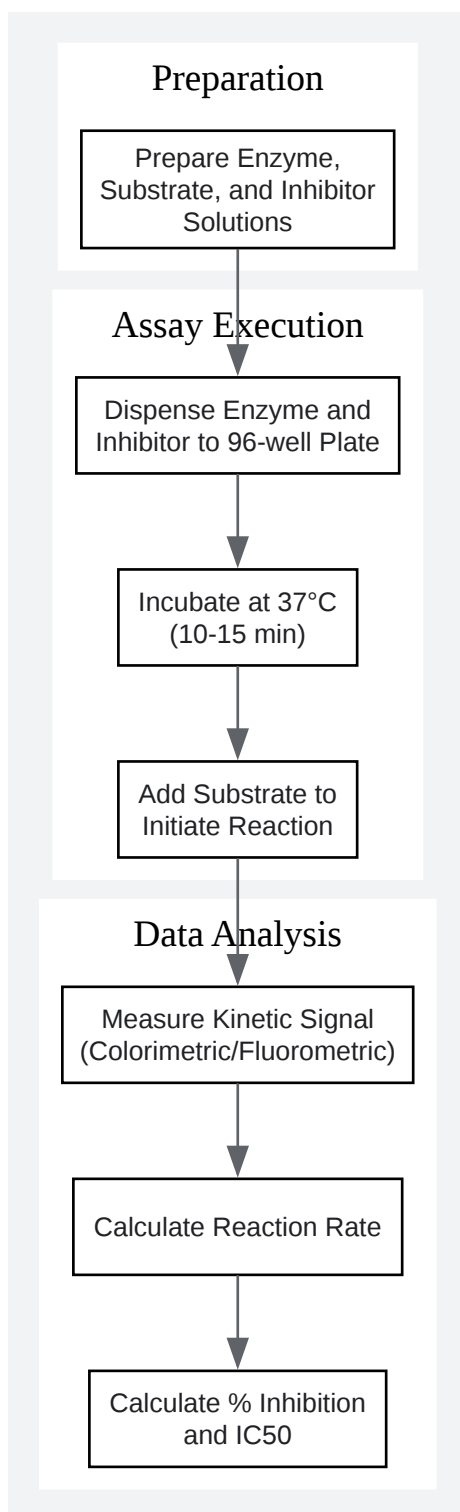 Preparation
Prepare Enzyme,
Substrate, and Inhibitor
Solutions
Assay Execution
Dispense Enzyme and
Inhibitor to 96-well Plate
Incubate at 37°C
(10-15 min)
Add Substrate to
Initiate Reaction
Data Analysis
Measure Kinetic Signal
(Colorimetric/Fluorometric)
Calculate Reaction Rate
Calculate % Inhibition
and IC50